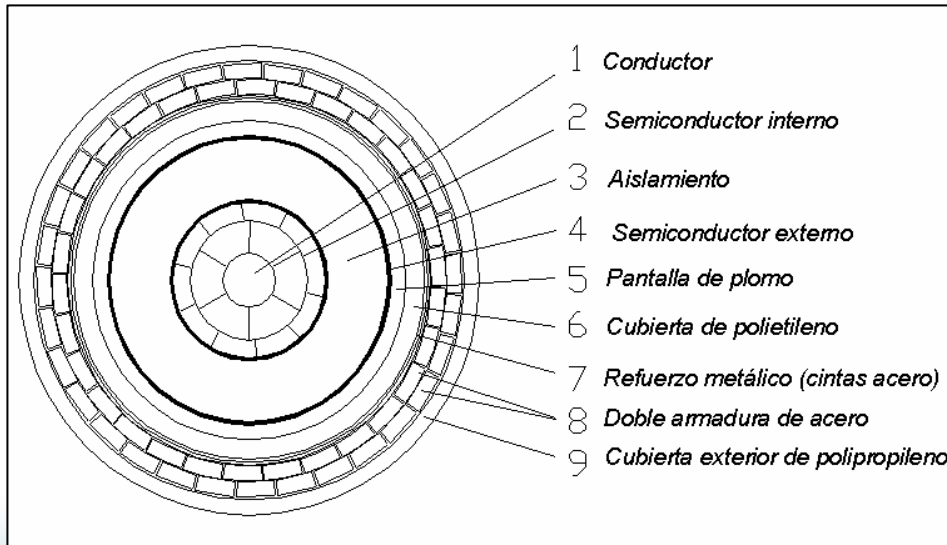 1 Conductor
2 Semiconductor interno
3 Aislamiento
4 Semiconductor externo
5 Pantalla de plomo
6 Cubierta de polietileno
7 Refuerzo metálico (cintas acero)
8 Doble armadura de acero
9 Cubierta exterior de polipropileno